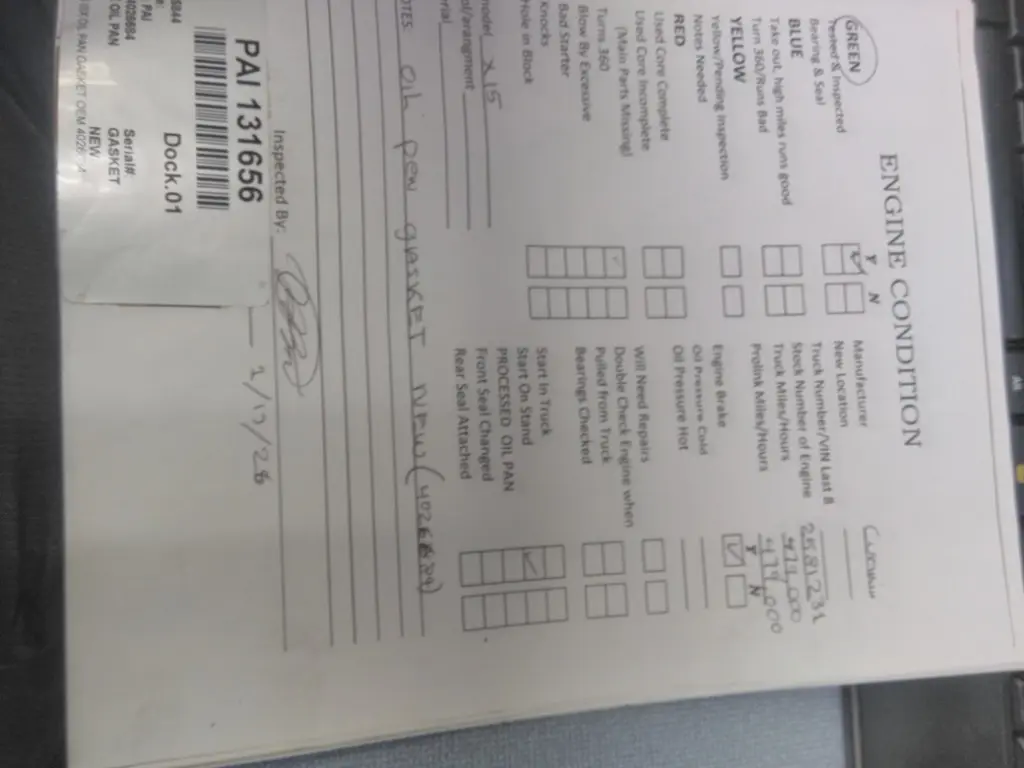 ENGINE CONDITION
Y N
GREEN
Tested & Inspected
Bearing & Seal
BLUE
Take out, high miles runs good
Turn 360/Runs Bad
YELLOW
Yellow/Pending Inspection
Notes Needed
RED
Used Core Complete
Used Core Incomplete
(Main Parts Missing)
Turns 360
Blow By Excessive
Bad Starter
Knocks
Hole in Block
model X15
rial
Manufacturer
New Location
Truck Number/VIN Last 8
Stock Number of Engine 2581231
Truck Miles/Hours
Prolink Miles/Hours
Y N
Engine Brake
Oil Pressure Cold
Oil Pressure Hot
Will Need Repairs
Double Check Engine when
Pulled from Truck
Bearings Checked
Start in Truck
Start On Stand
PROCESSED OIL PAN
Front Seal Changed
Rear Seal Attached
OTES oil pan gasket NEW
Inspected By:
PAI 131656
Dock.01
Serial#
NEW
GASKET
PAI
OIL PAN